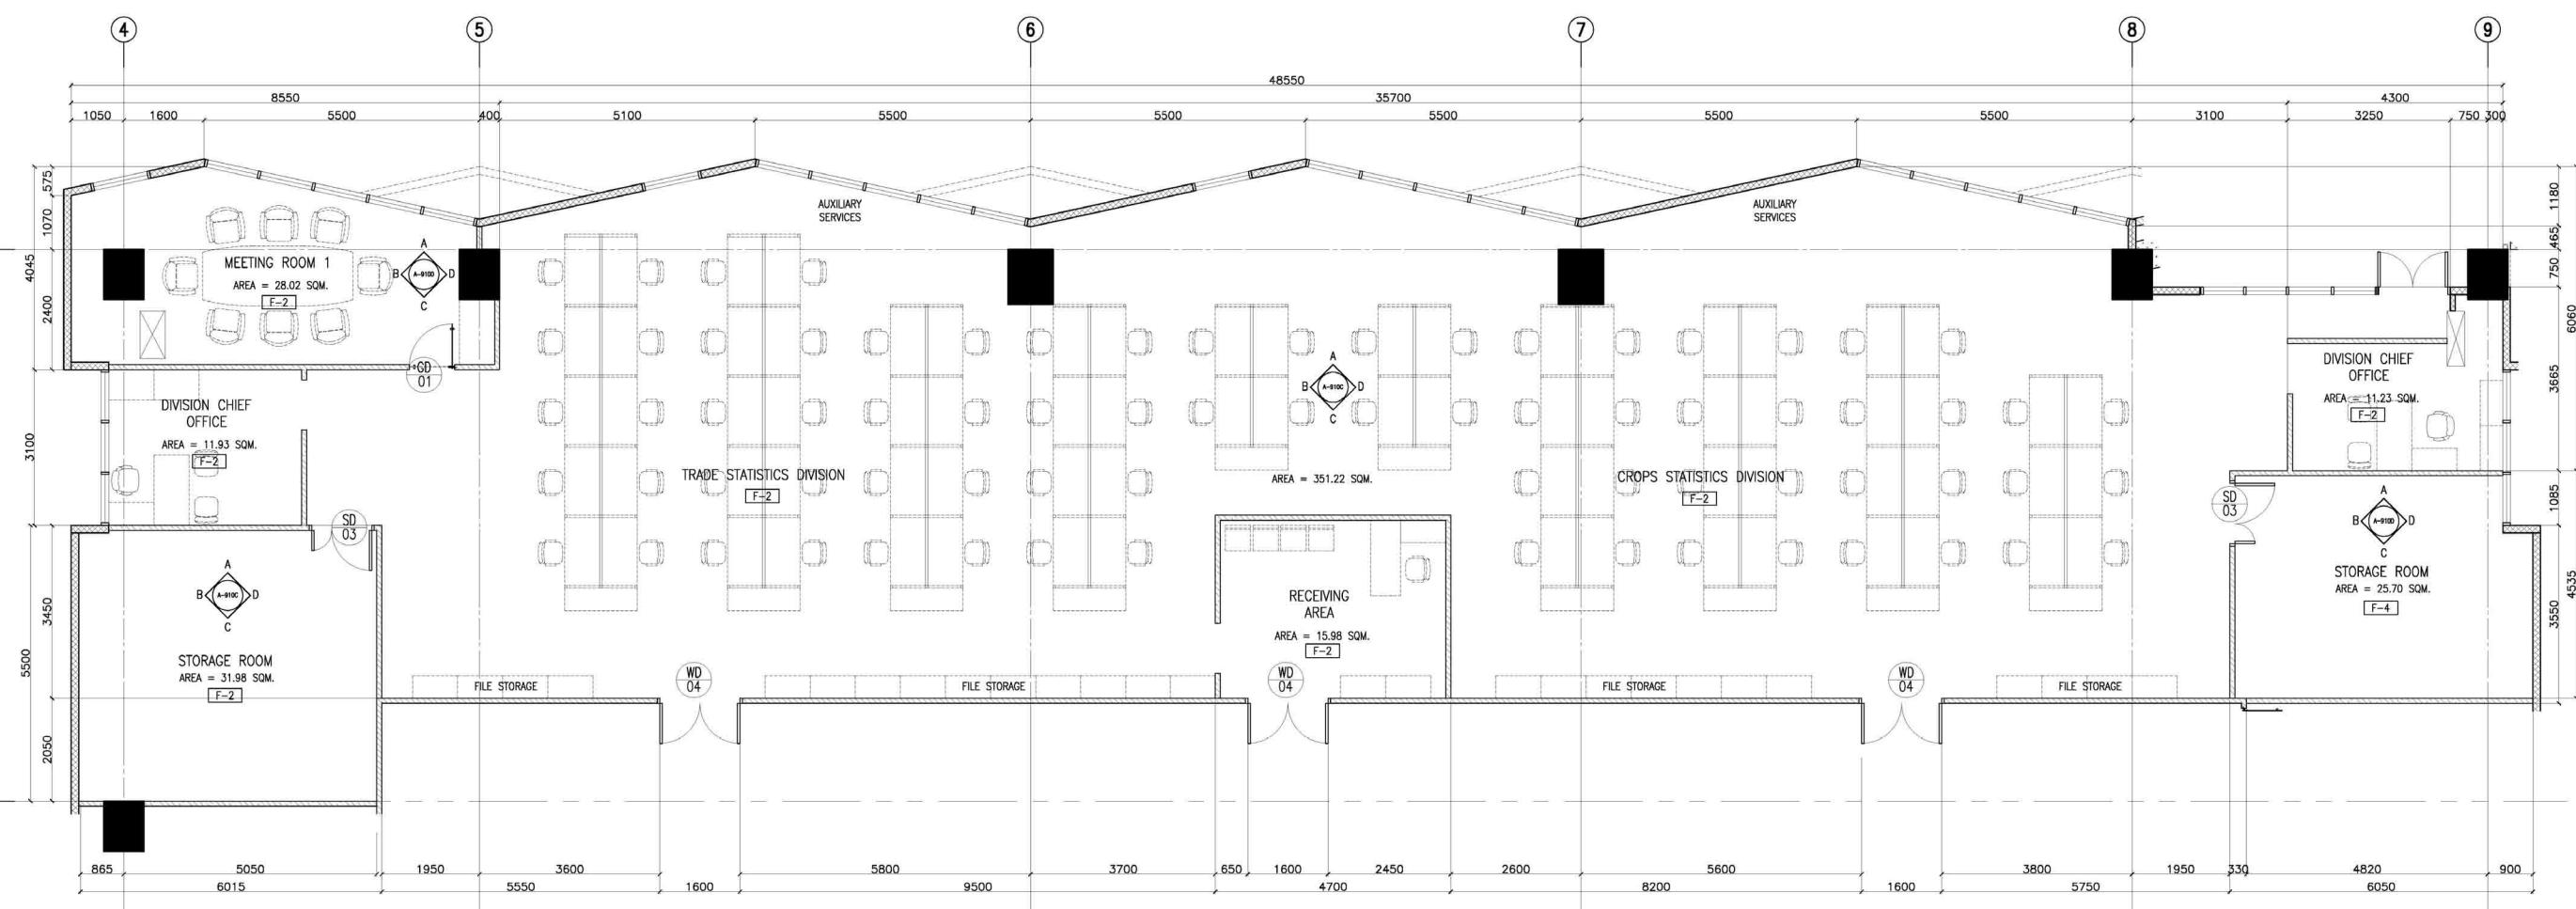 4 5 6 7 8 9
48550
8550 35700 4300
1050 1600 5500 400 5100 5500 5500 5500 5500 5500 3100 3250 750 300
575
1070
4045
2400
3100
3450
5500
2050
1180
465
750
6060
3665
1085
4535
3550
AUXILIARY
SERVICES
AUXILIARY
SERVICES
MEETING ROOM 1
AREA = 28.02 SQM.
F-2
A
B A-910D D
C
GD
01
DIVISION CHIEF
OFFICE
AREA = 11.93 SQM.
F-2
SD
03
A
B A-910C D
C
STORAGE ROOM
AREA = 31.98 SQM.
F-2
TRADE STATISTICS DIVISION
F-2
A
B A-910C D
C
AREA = 351.22 SQM.
CROPS STATISTICS DIVISION
F-2
RECEIVING
AREA
AREA = 15.98 SQM.
F-2
DIVISION CHIEF
OFFICE
AREA = 11.23 SQM.
F-2
SD
03
A
B A-910D D
C
STORAGE ROOM
AREA = 25.70 SQM.
F-4
FILE STORAGE
WD
04
FILE STORAGE
WD
04
FILE STORAGE
WD
04
FILE STORAGE
865 5050 1950 3600 5800 3700 650 1600 2450 2600 5600 3800 1950 330 4820 900
6015 5550 1600 9500 4700 8200 1600 5750 6050